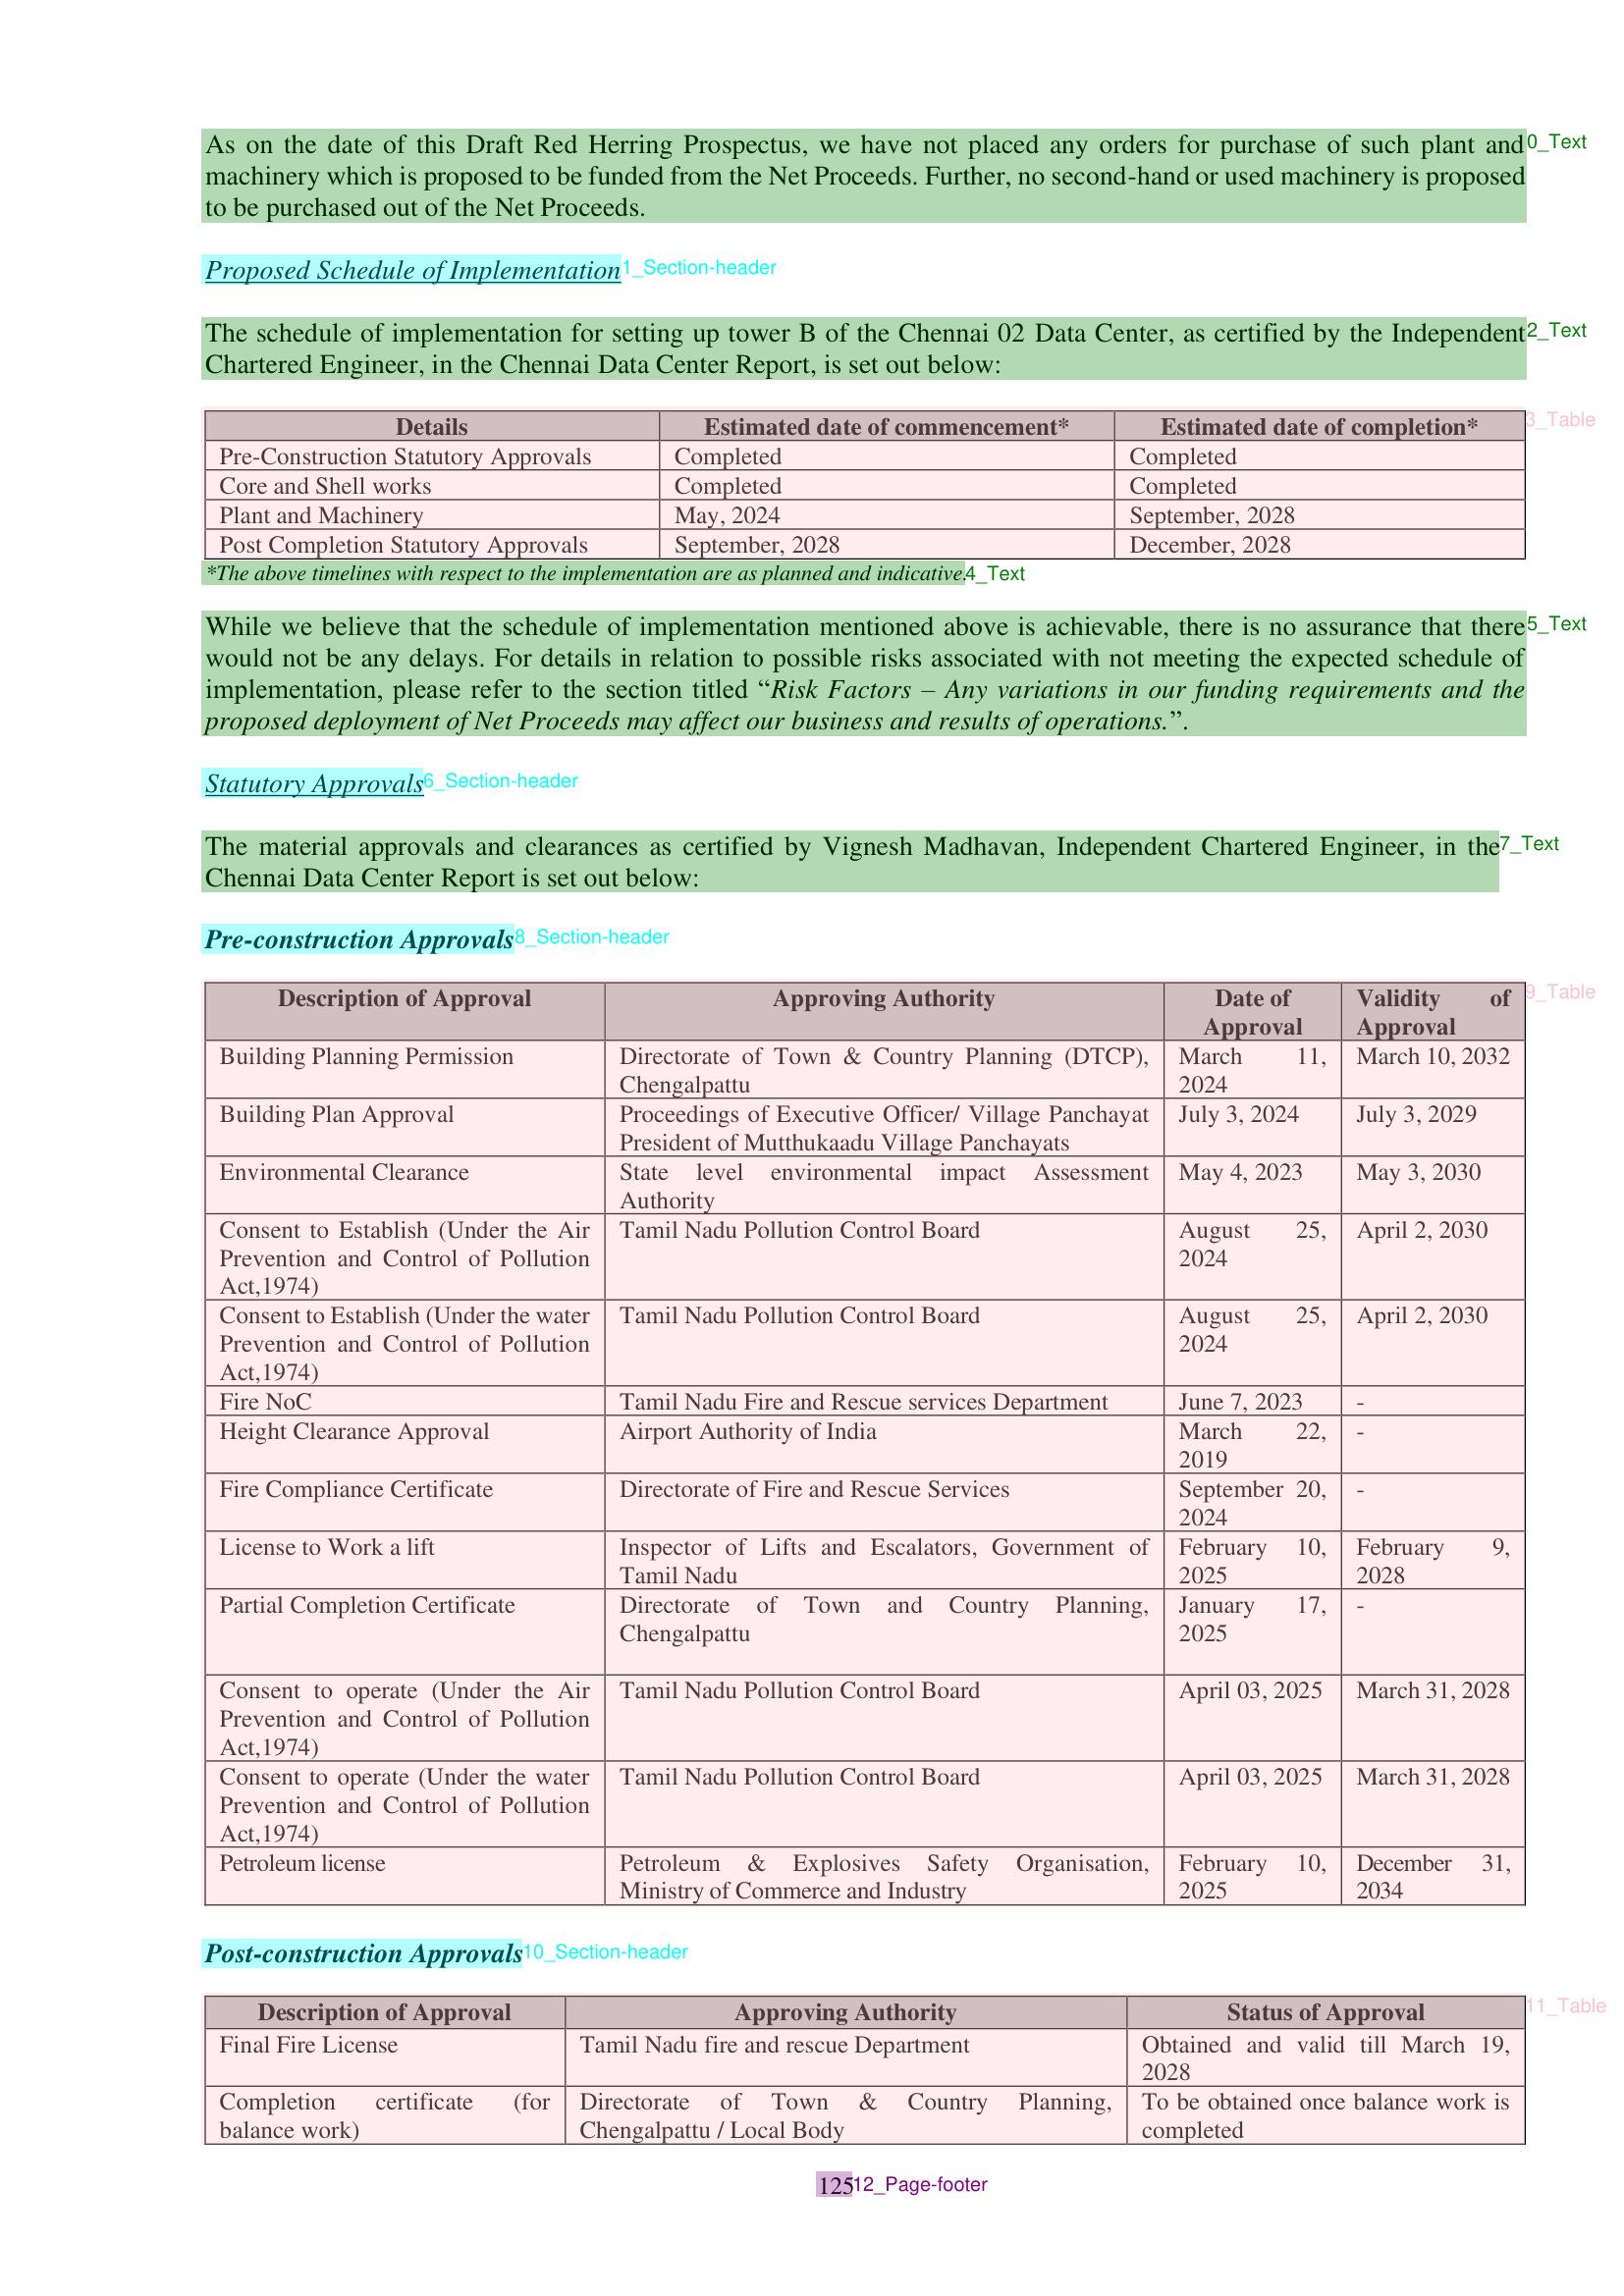 As on the date of this Draft Red Herring Prospectus, we have not placed any orders for purchase of such plant and 0_Text
machinery which is proposed to be funded from the Net Proceeds. Further, no second-hand or used machinery is proposed
to be purchased out of the Net Proceeds.
Proposed Schedule of Implementation 1_Section-header
The schedule of implementation for setting up tower B of the Chennai 02 Data Center, as certified by the Independent 2_Text
Chartered Engineer, in the Chennai Data Center Report, is set out below:
3_Table
Details Estimated date of commencement* Estimated date of completion*
Pre-Construction Statutory Approvals Completed Completed
Core and Shell works Completed Completed
Plant and Machinery May, 2024 September, 2028
Post Completion Statutory Approvals September, 2028 December, 2028
*The above timelines with respect to the implementation are as planned and indicative. 4_Text
While we believe that the schedule of implementation mentioned above is achievable, there is no assurance that there 5_Text
would not be any delays. For details in relation to possible risks associated with not meeting the expected schedule of
implementation, please refer to the section titled “Risk Factors – Any variations in our funding requirements and the
proposed deployment of Net Proceeds may affect our business and results of operations.”.
Statutory Approvals 6_Section-header
The material approvals and clearances as certified by Vignesh Madhavan, Independent Chartered Engineer, in the 7_Text
Chennai Data Center Report is set out below:
Pre-construction Approvals 8_Section-header
9_Table
Description of Approval Approving Authority Date of Validity of
Approval Approval
Building Planning Permission Directorate of Town & Country Planning (DTCP), March 11, March 10, 2032
Chengalpattu 2024
Building Plan Approval Proceedings of Executive Officer/ Village Panchayat July 3, 2024 July 3, 2029
President of Mutthukaadu Village Panchayats
Environmental Clearance State level environmental impact Assessment May 4, 2023 May 3, 2030
Authority
Consent to Establish (Under the Air Tamil Nadu Pollution Control Board August 25, April 2, 2030
Prevention and Control of Pollution 2024
Act,1974)
Consent to Establish (Under the water Tamil Nadu Pollution Control Board August 25, April 2, 2030
Prevention and Control of Pollution 2024
Act,1974)
Fire NoC Tamil Nadu Fire and Rescue services Department June 7, 2023 -
Height Clearance Approval Airport Authority of India March 22, -
2019
Fire Compliance Certificate Directorate of Fire and Rescue Services September 20, -
2024
License to Work a lift Inspector of Lifts and Escalators, Government of February 10, February 9,
Tamil Nadu 2025 2028
Partial Completion Certificate Directorate of Town and Country Planning, January 17, -
Chengalpattu 2025
Consent to operate (Under the Air Tamil Nadu Pollution Control Board April 03, 2025 March 31, 2028
Prevention and Control of Pollution
Act,1974)
Consent to operate (Under the water Tamil Nadu Pollution Control Board April 03, 2025 March 31, 2028
Prevention and Control of Pollution
Act,1974)
Petroleum license Petroleum & Explosives Safety Organisation, February 10, December 31,
Ministry of Commerce and Industry 2025 2034
Post-construction Approvals 10_Section-header
11_Table
Description of Approval Approving Authority Status of Approval
Final Fire License Tamil Nadu fire and rescue Department Obtained and valid till March 19,
2028
Completion certificate (for Directorate of Town & Country Planning, To be obtained once balance work is
balance work) Chengalpattu / Local Body completed
125 12_Page-footer